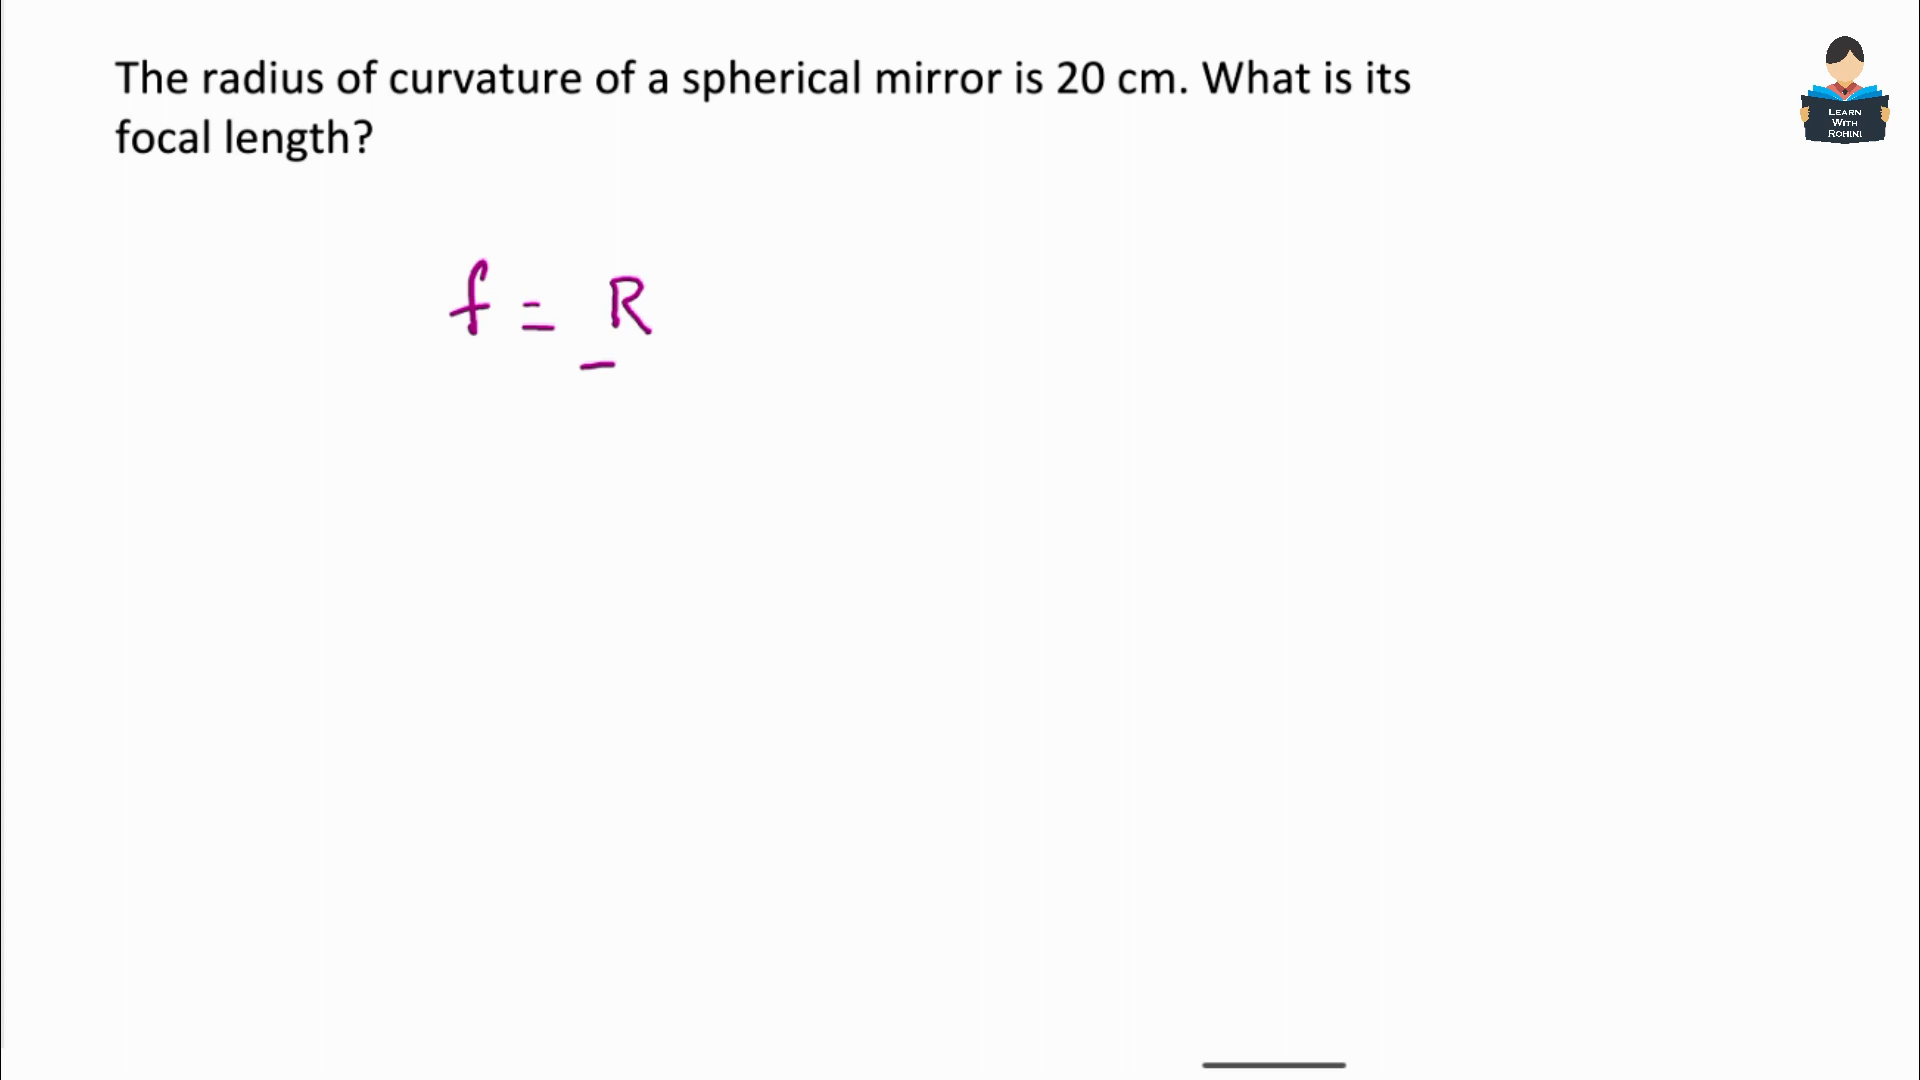 The radius of curvature of a spherical mirror is 20 cm. What is its
focal length?
LEARN
WITH
ROHINI
f = R